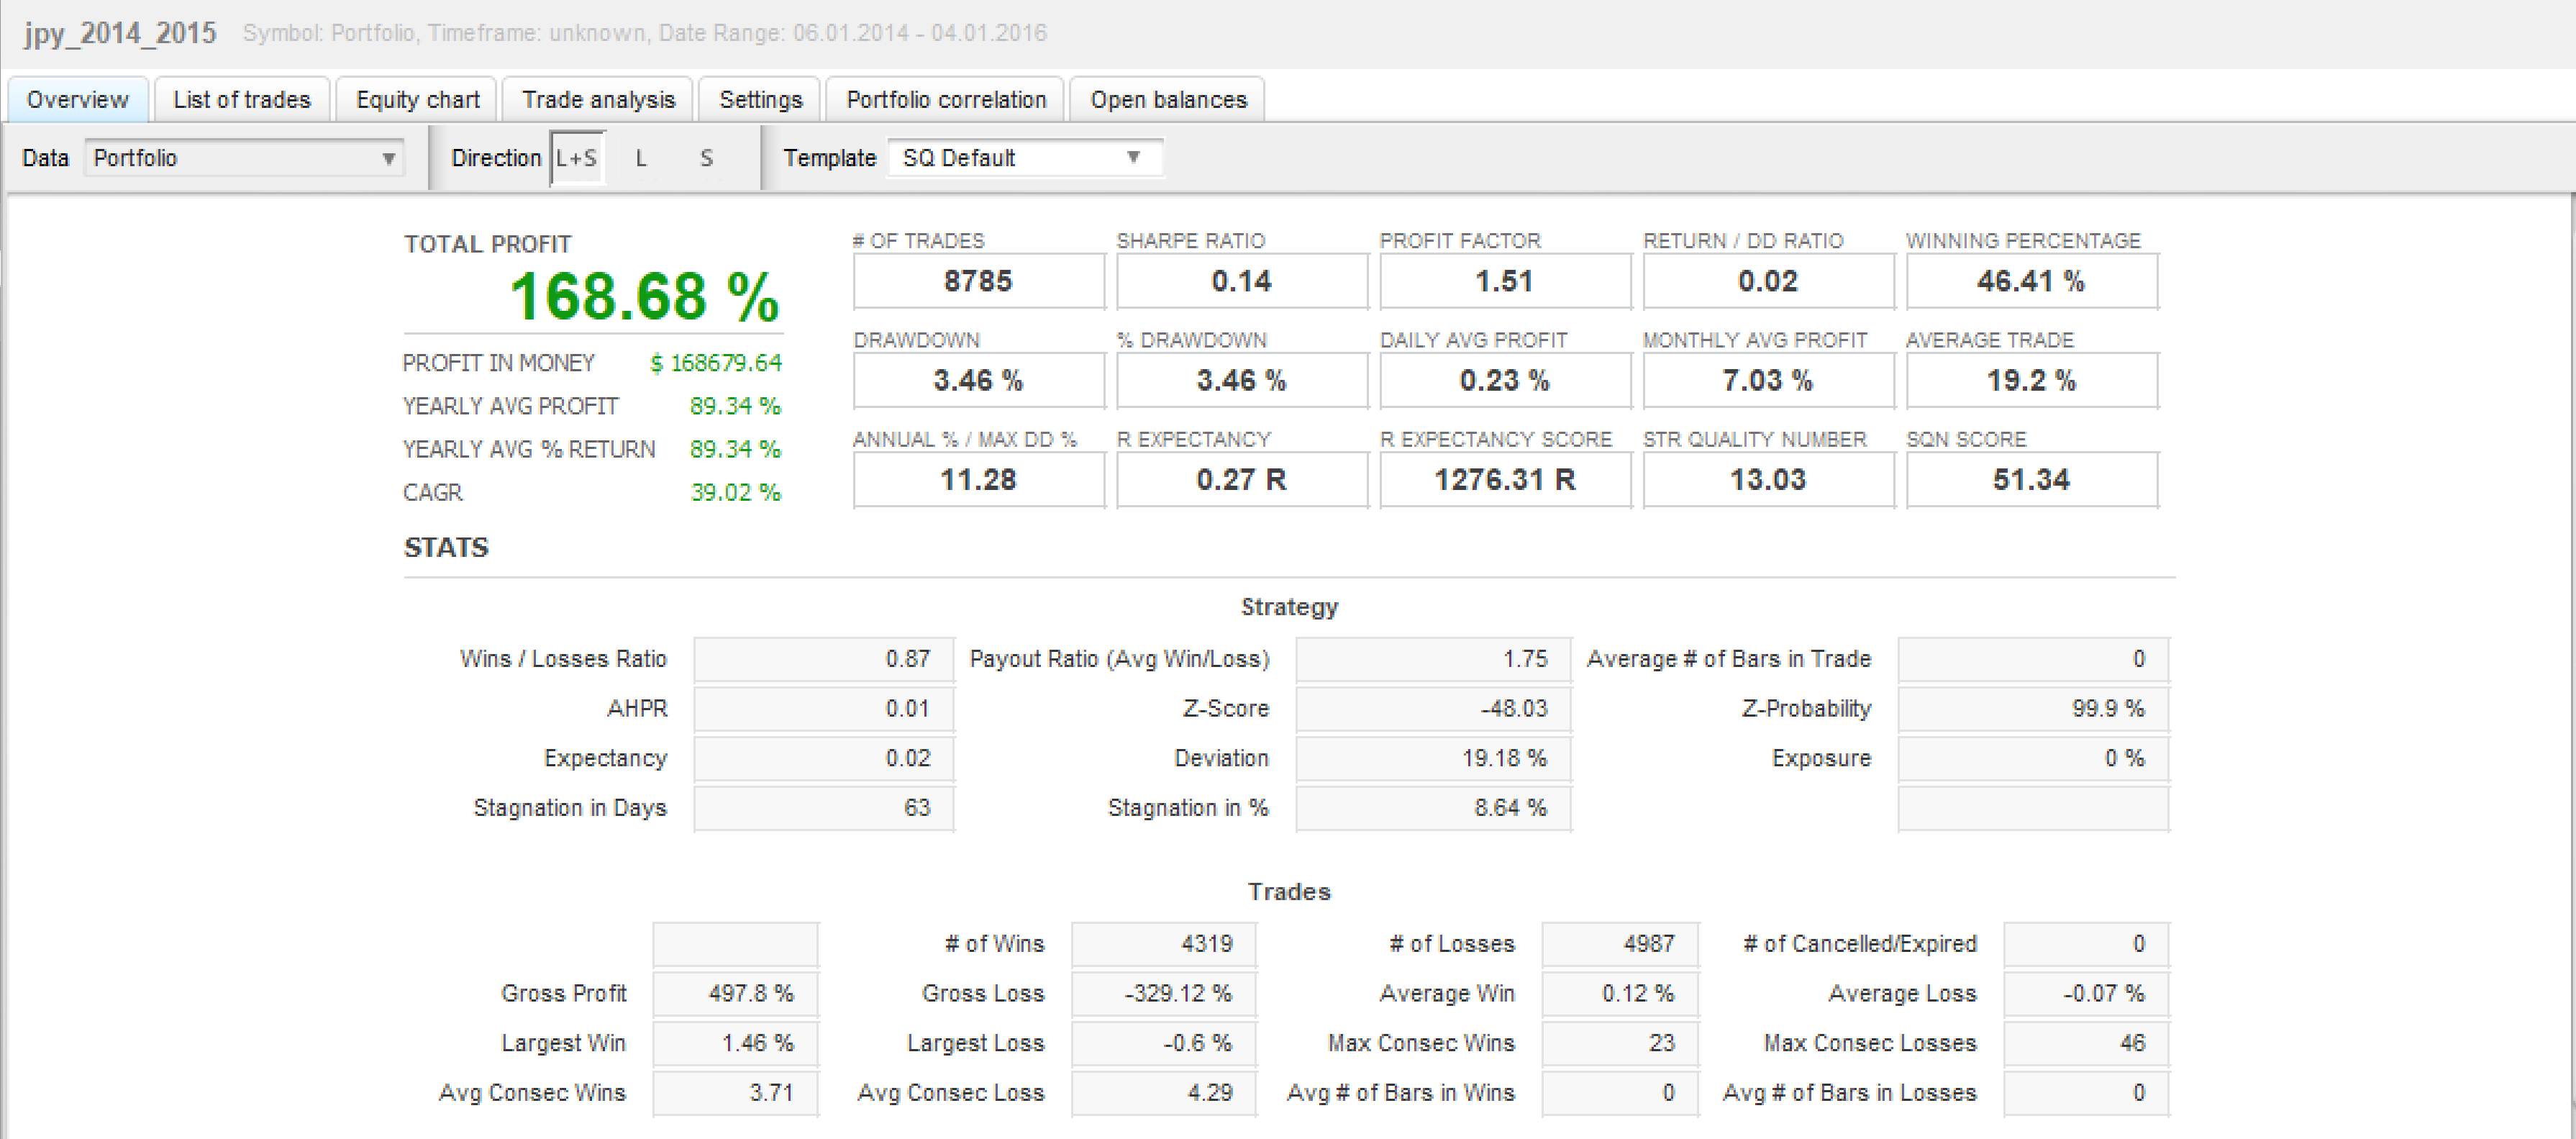 jpy_2014_2015 Symbol: Portfolio, Timeframe: unknown, Date Range: 06.01.2014 - 04.01.2016
Overview List of trades Equity chart Trade analysis Settings Portfolio correlation Open balances
Data Portfolio Direction L+S L S Template SQ Default
TOTAL PROFIT
168.68 %
PROFIT IN MONEY $ 168679.64
YEARLY AVG PROFIT 89.34 %
YEARLY AVG % RETURN 89.34 %
CAGR 39.02 %
# OF TRADES SHARPE RATIO PROFIT FACTOR RETURN / DD RATIO WINNING PERCENTAGE
8785 0.14 1.51 0.02 46.41 %
DRAWDOWN % DRAWDOWN DAILY AVG PROFIT MONTHLY AVG PROFIT AVERAGE TRADE
3.46 % 3.46 % 0.23 % 7.03 % 19.2 %
ANNUAL % / MAX DD % R EXPECTANCY R EXPECTANCY SCORE STR QUALITY NUMBER SQN SCORE
11.28 0.27 R 1276.31 R 13.03 51.34
STATS
Strategy
Wins / Losses Ratio 0.87 Payout Ratio (Avg Win/Loss) 1.75 Average # of Bars in Trade 0
AHPR 0.01 Z-Score -48.03 Z-Probability 99.9 %
Expectancy 0.02 Deviation 19.18 % Exposure 0 %
Stagnation in Days 63 Stagnation in % 8.64 %
Trades
# of Wins 4319 # of Losses 4987 # of Cancelled/Expired 0
Gross Profit 497.8 % Gross Loss -329.12 % Average Win 0.12 % Average Loss -0.07 %
Largest Win 1.46 % Largest Loss -0.6 % Max Consec Wins 23 Max Consec Losses 46
Avg Consec Wins 3.71 Avg Consec Loss 4.29 Avg # of Bars in Wins 0 Avg # of Bars in Losses 0